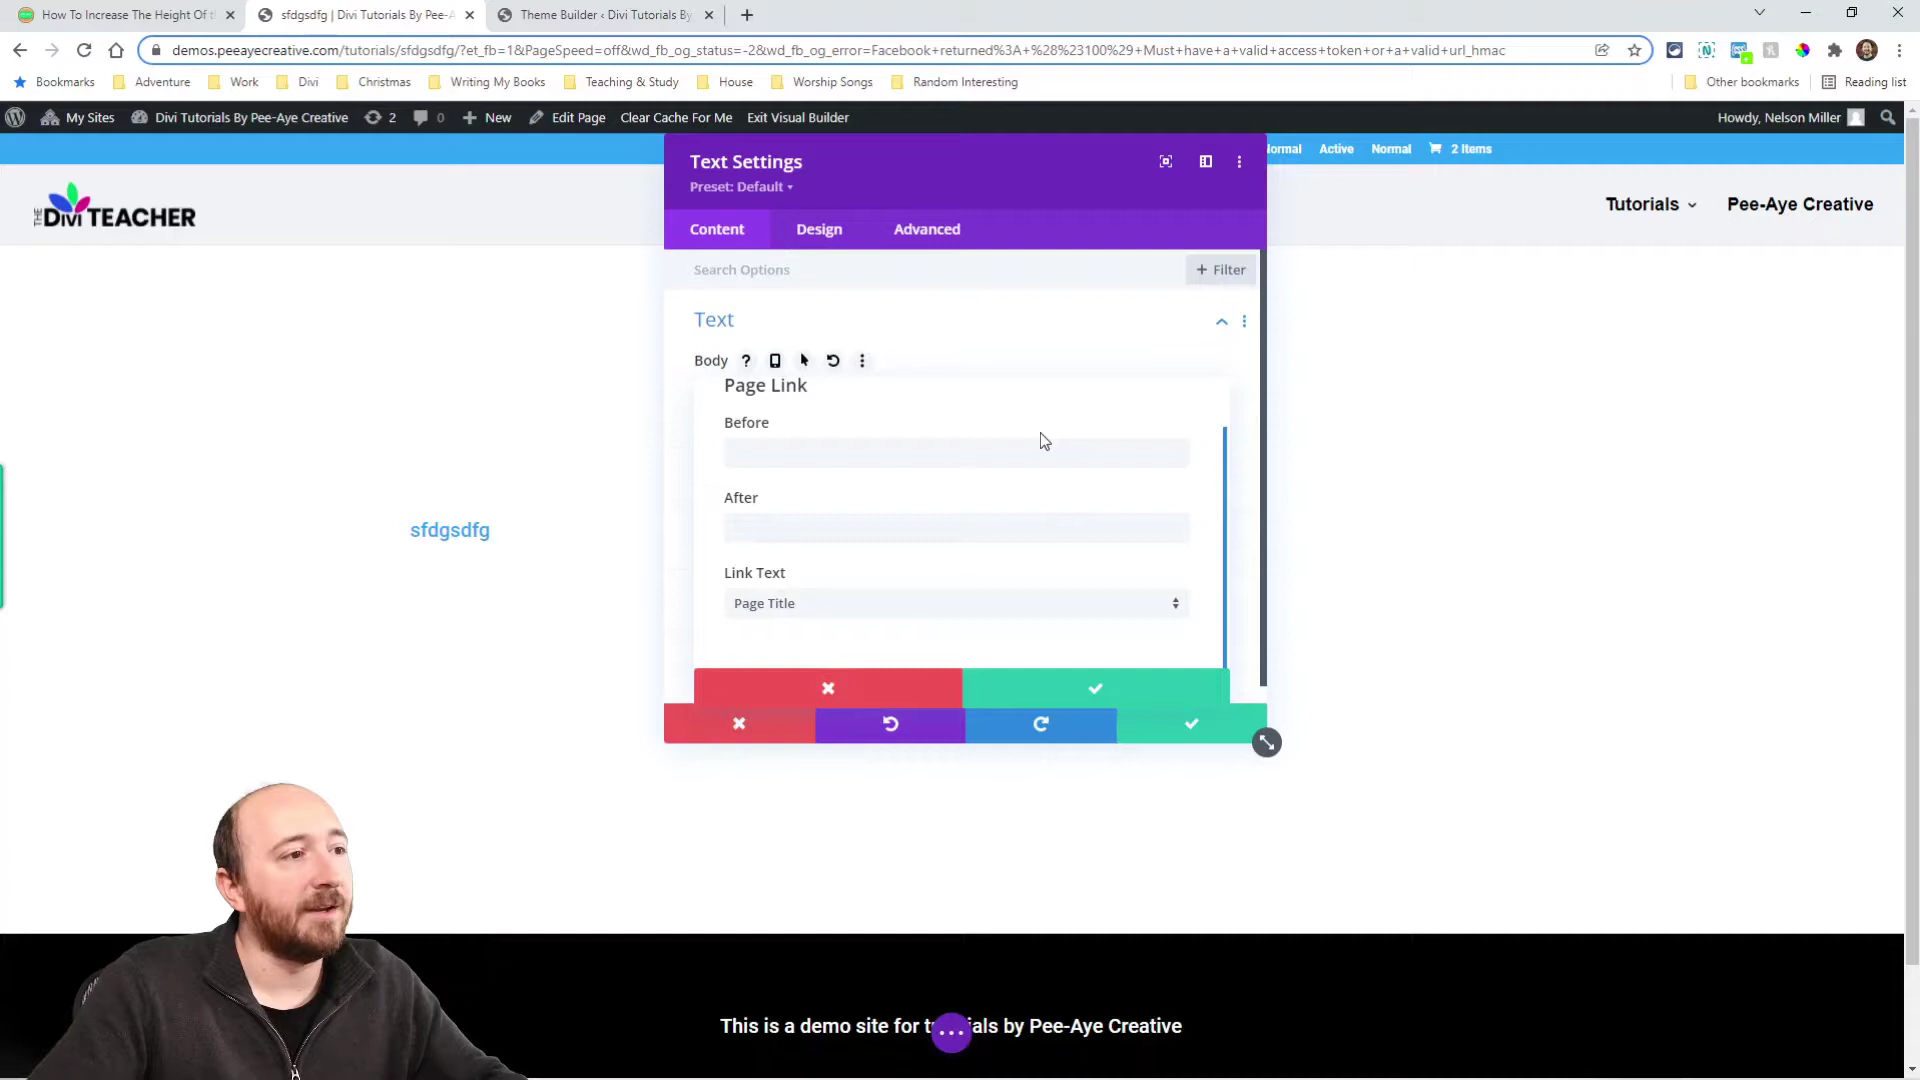 How To Increase The Height Of t
sfdgsdfg | Divi Tutorials By Pee-A
Theme Builder ‹ Divi Tutorials By
demos.peeayecreative.com/tutorials/sfdgsdfg/?et_fb=1&PageSpeed=off&wd_fb_og_status=-2&wd_fb_og_error=Facebook+returned%3A+%28%23100%29+Must+have+a+valid+access+token+or+a+valid+url_hmac
Bookmarks Adventure Work Divi Christmas Writing My Books Teaching & Study House Worship Songs Random Interesting Other bookmarks Reading list
My Sites Divi Tutorials By Pee-Aye Creative 2 0 New Edit Page Clear Cache For Me Exit Visual Builder Howdy, Nelson Miller
Normal Active Normal 2 Items
Text Settings
Preset: Default
THE DIVI TEACHER
Tutorials Pee-Aye Creative
Content Design Advanced
Search Options + Filter
Text
Body ?
Page Link
Before
After
sfdgsdfg
Link Text
Page Title
This is a demo site for t ials by Pee-Aye Creative